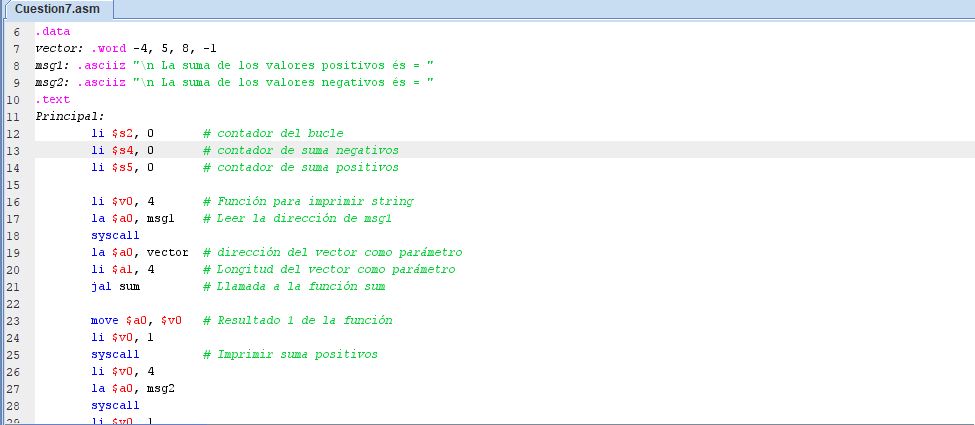 Cuestion7.asm
6 .data
7 vector: .word -4, 5, 8, -1
8 msg1: .asciiz "\n La suma de los valores positivos és = "
9 msg2: .asciiz "\n La suma de los valores negativos és = "
10 .text
11 Principal:
12 li $s2, 0 # contador del bucle
13 li $s4, 0 # contador de suma negativos
14 li $s5, 0 # contador de suma positivos
15
16 li $v0, 4 # Función para imprimir string
17 la $a0, msg1 # Leer la dirección de msg1
18 syscall
19 la $a0, vector # dirección del vector como parámetro
20 li $a1, 4 # Longitud del vector como parámetro
21 jal sum # Llamada a la función sum
22
23 move $a0, $v0 # Resultado 1 de la función
24 li $v0, 1
25 syscall # Imprimir suma positivos
26 li $v0, 4
27 la $a0, msg2
28 syscall
29 li $v0, 1